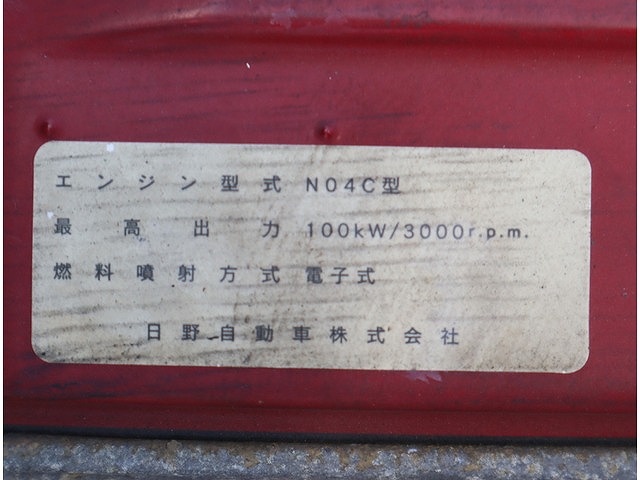 エンジン型式 N04C型
最高出力 100kW/3000r.p.m.
燃料噴射方式 電子式
日野自動車株式会社